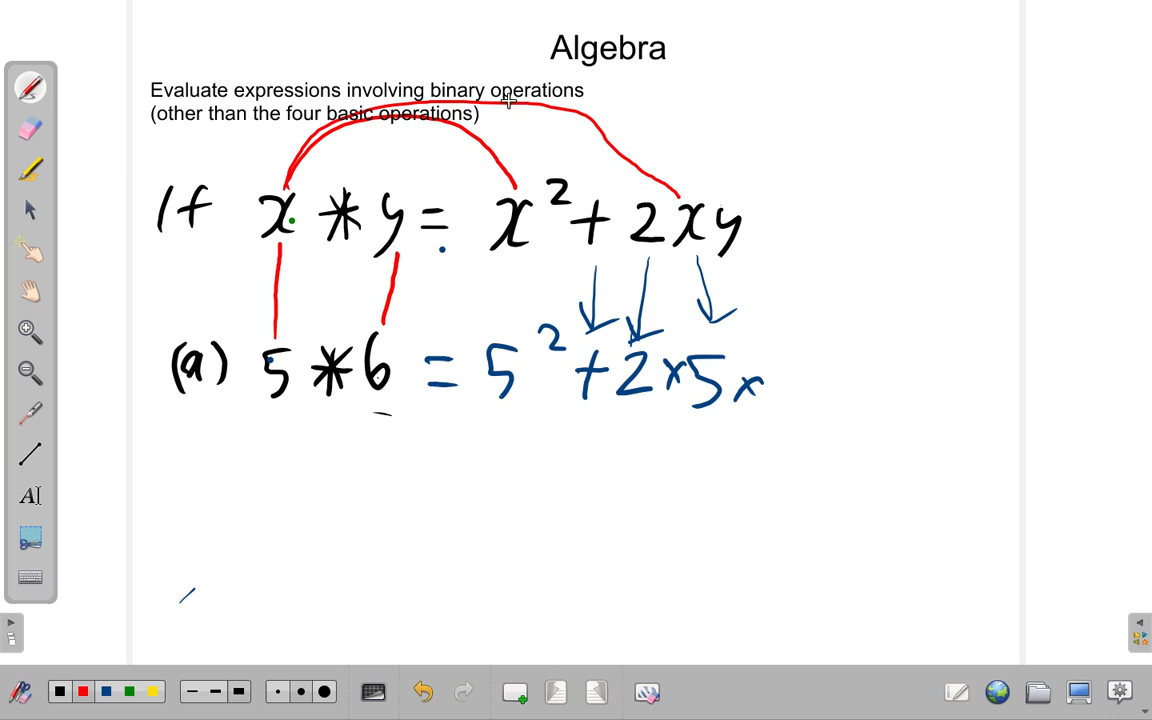 Algebra
Evaluate expressions involving binary operations
(other than the four basic operations)
If x * y = x² + 2xy
(a) 5 * 6 = 5² + 2×5×